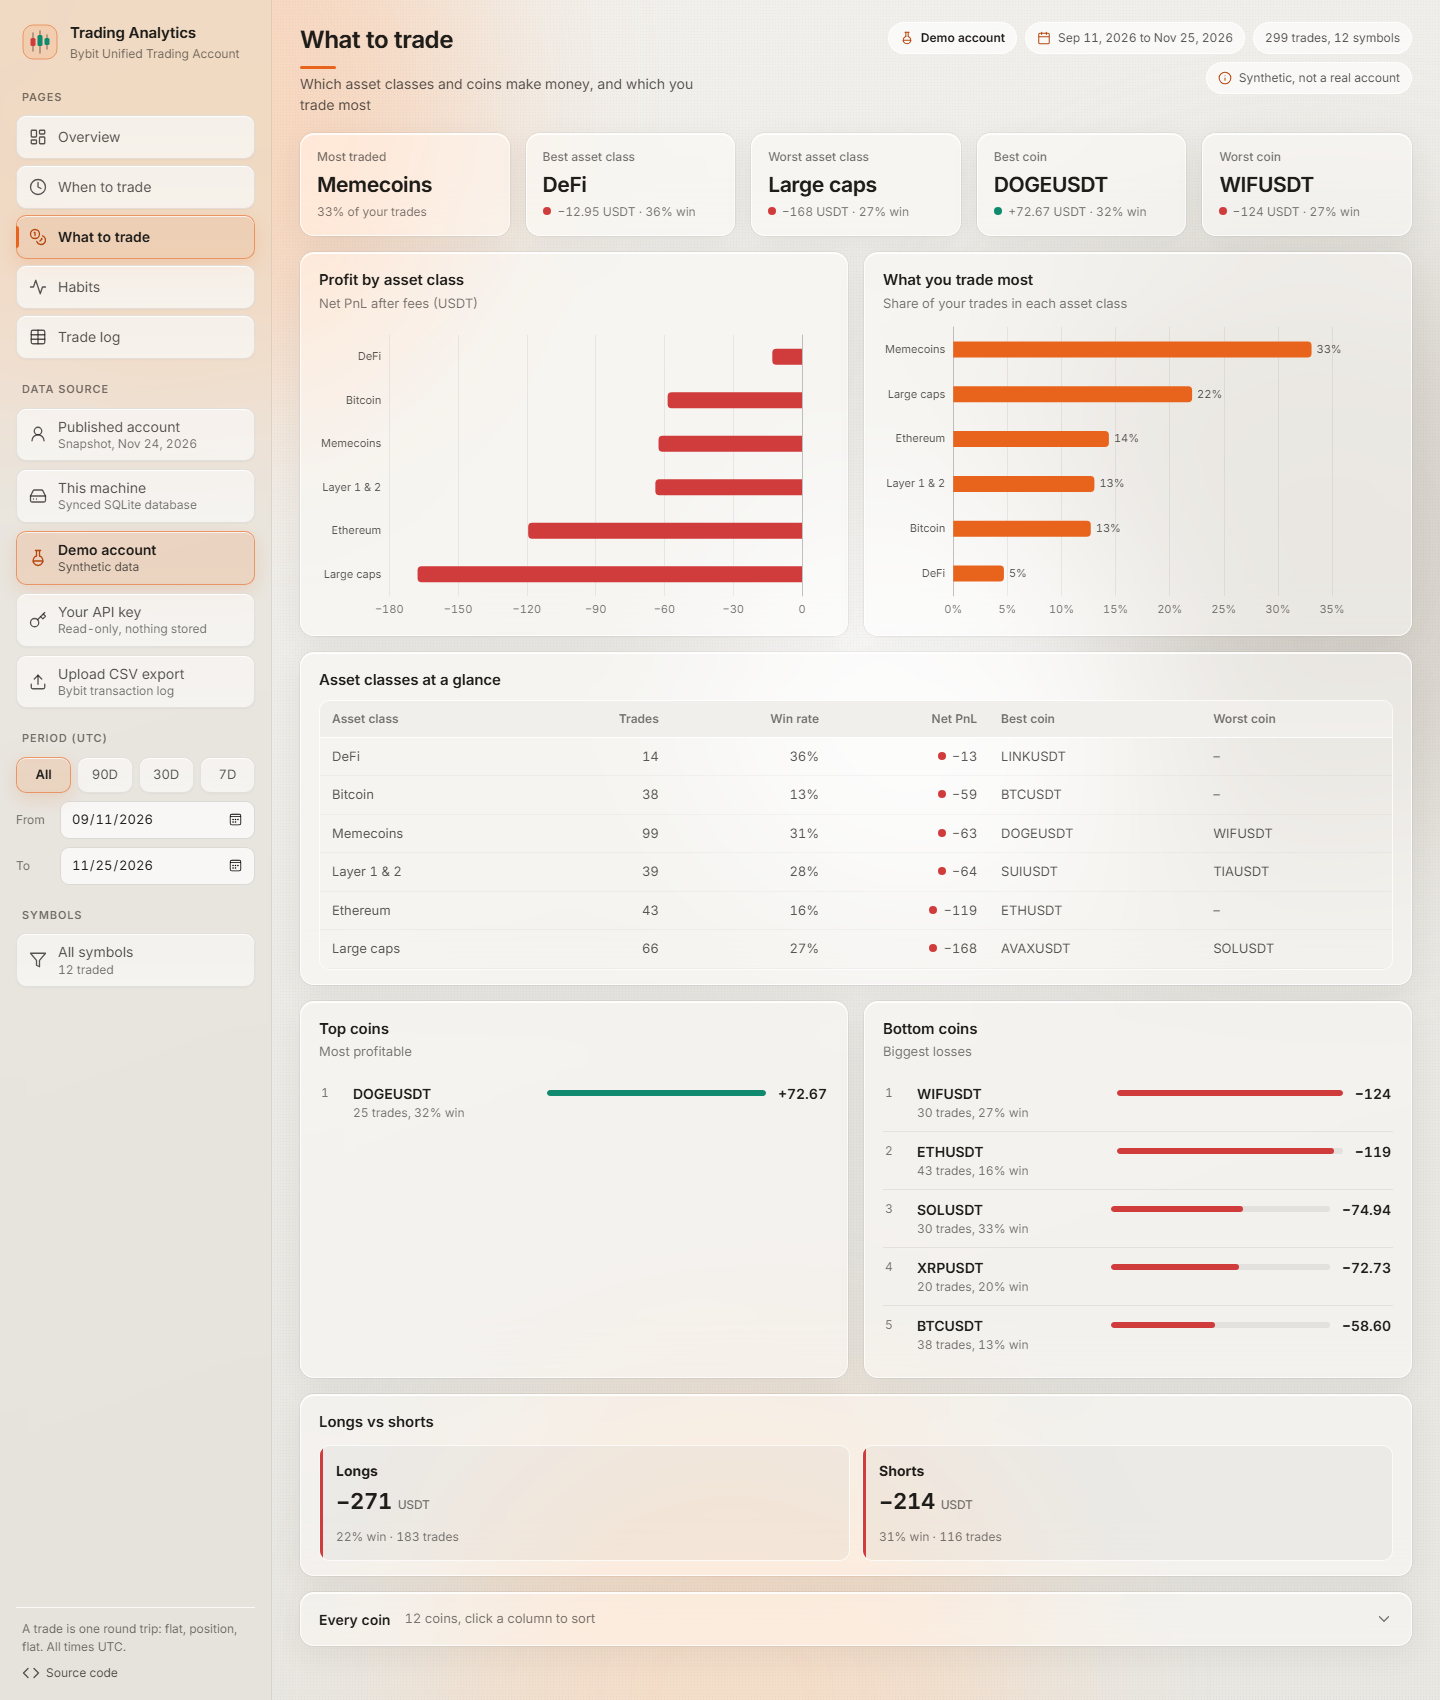 Trading Analytics
Bybit Unified Trading Account
PAGES
Overview
When to trade
What to trade
Habits
Trade log
DATA SOURCE
Published account
Snapshot, Nov 24, 2026
This machine
Synced SQLite database
Demo account
Synthetic data
Your API key
Read-only, nothing stored
Upload CSV export
Bybit transaction log
PERIOD (UTC)
All 90D 30D 7D
From 09/11/2026
To 11/25/2026
SYMBOLS
All symbols
12 traded
A trade is one round trip: flat, position,
flat. All times UTC.
Source code
What to trade
Which asset classes and coins make money, and which you
trade most
Demo account
Sep 11, 2026 to Nov 25, 2026
299 trades, 12 symbols
Synthetic, not a real account
Most traded
Memecoins
33% of your trades
Best asset class
DeFi
−12.95 USDT · 36% win
Worst asset class
Large caps
−168 USDT · 27% win
Best coin
DOGEUSDT
+72.67 USDT · 32% win
Worst coin
WIFUSDT
−124 USDT · 27% win
Profit by asset class
Net PnL after fees (USDT)
DeFi
Bitcoin
Memecoins
Layer 1 & 2
Ethereum
Large caps
−180 −150 −120 −90 −60 −30 0
What you trade most
Share of your trades in each asset class
Memecoins 33%
Large caps 22%
Ethereum 14%
Layer 1 & 2 13%
Bitcoin 13%
DeFi 5%
0% 5% 10% 15% 20% 25% 30% 35%
Asset classes at a glance
Asset class Trades Win rate Net PnL Best coin Worst coin
DeFi 14 36% −13 LINKUSDT –
Bitcoin 38 13% −59 BTCUSDT –
Memecoins 99 31% −63 DOGEUSDT WIFUSDT
Layer 1 & 2 39 28% −64 SUIUSDT TIAUSDT
Ethereum 43 16% −119 ETHUSDT –
Large caps 66 27% −168 AVAXUSDT SOLUSDT
Top coins
Most profitable
1 DOGEUSDT +72.67
25 trades, 32% win
Bottom coins
Biggest losses
1 WIFUSDT −124
30 trades, 27% win
2 ETHUSDT −119
43 trades, 16% win
3 SOLUSDT −74.94
30 trades, 33% win
4 XRPUSDT −72.73
20 trades, 20% win
5 BTCUSDT −58.60
38 trades, 13% win
Longs vs shorts
Longs
−271 USDT
22% win · 183 trades
Shorts
−214 USDT
31% win · 116 trades
Every coin 12 coins, click a column to sort